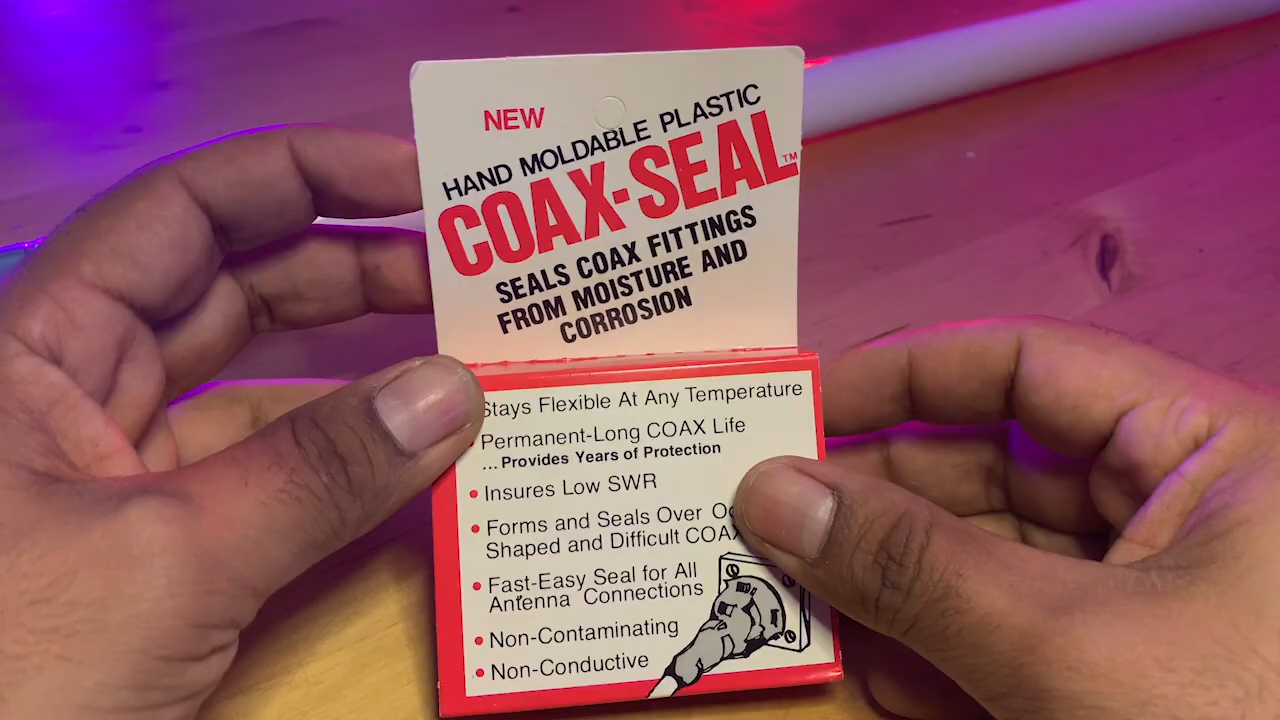 NEW
HAND MOLDABLE PLASTIC
COAX-SEAL™
SEALS COAX FITTINGS
FROM MOISTURE AND
CORROSION
Stays Flexible At Any Temperature
Permanent-Long COAX Life
...Provides Years of Protection
• Insures Low SWR
• Forms and Seals Over
Shaped and Difficult COAX
• Fast-Easy Seal for All
Antenna Connections
• Non-Contaminating
• Non-Conductive